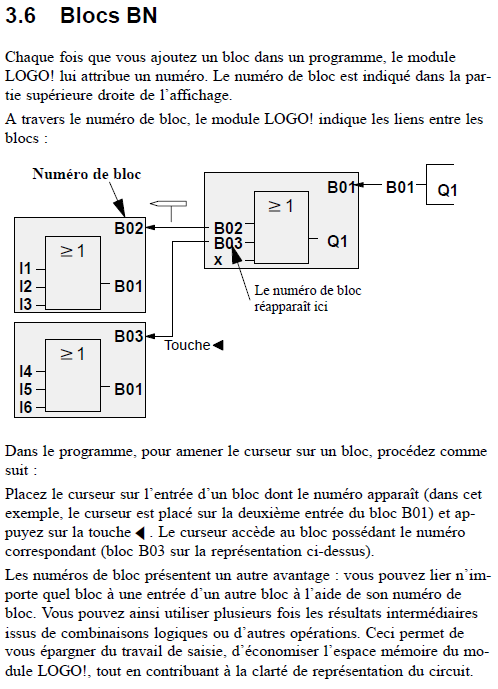 3.6 Blocs BN
Chaque fois que vous ajoutez un bloc dans un programme, le module
LOGO! lui attribue un numéro. Le numéro de bloc est indiqué dans la par-
tie supérieure droite de l'affichage.
A travers le numéro de bloc, le module LOGO! indique les liens entre les
blocs :
Numéro de bloc
B01 B01 Q1
≥1
B02 B02
B03 Q1
x
≥1
I1
I2 B01
I3
Le numéro de bloc
réapparaît ici
B03
Touche ◀
≥1
I4
I5 B01
I6
Dans le programme, pour amener le curseur sur un bloc, procédez comme
suit :
Placez le curseur sur l'entrée d'un bloc dont le numéro apparaît (dans cet
exemple, le curseur est placé sur la deuxième entrée du bloc B01) et ap-
puyez sur la touche ◀ . Le curseur accède au bloc possédant le numéro
correspondant (bloc B03 sur la représentation ci-dessus).
Les numéros de bloc présentent un autre avantage : vous pouvez lier n'im-
porte quel bloc à une entrée d'un autre bloc à l'aide de son numéro de
bloc. Vous pouvez ainsi utiliser plusieurs fois les résultats intermédiaires
issus de combinaisons logiques ou d'autres opérations. Ceci permet de
vous épargner du travail de saisie, d'économiser l'espace mémoire du mo-
dule LOGO!, tout en contribuant à la clarté de représentation du circuit.